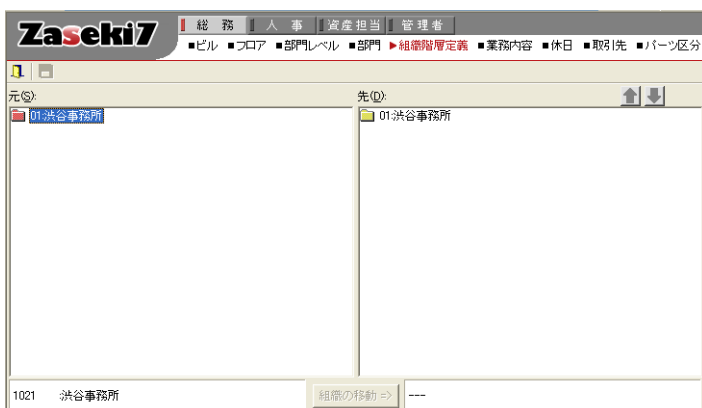 Zaseki7
総 務 人 事 資産担当 管理者
■ビル ■フロア ■部門レベル ■部門 ▶組織階層定義 ■業務内容 ■休日 ■取引先 ■パーツ区分
元(S): 先(D):
01:渋谷事務所 01:渋谷事務所
1021 :渋谷事務所 組織の移動 => ---